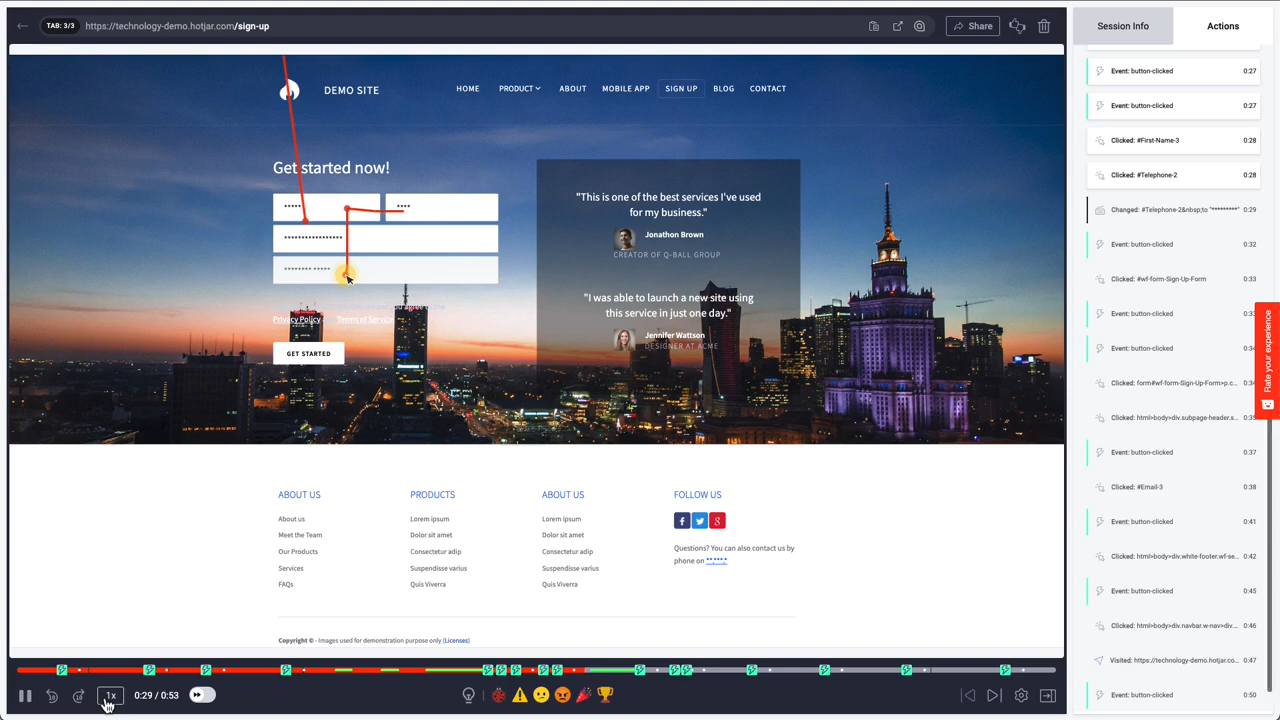 TAB: 3/3
https://technology-demo.hotjar.com/sign-up
Share
Session Info
Actions
DEMO SITE
HOME
PRODUCT
ABOUT
MOBILE APP
SIGN UP
BLOG
CONTACT
Get started now!
*****
****
****************
******** *****
Privacy Policy
Terms of Service
GET STARTED
"This is one of the best services I've used
for my business."
Jonathon Brown
CREATOR OF Q-BALL GROUP
"I was able to launch a new site using
this service in just one day."
Jennifer Wattson
DESIGNER AT ACME
ABOUT US
About us
Meet the Team
Our Products
Services
FAQs
PRODUCTS
Lorem ipsum
Dolor sit amet
Consectetur adip
Suspendisse varius
Quis Viverra
ABOUT US
Lorem Ipsum
Dolor sit amet
Consectetur adip
Suspendisse varius
Quis Viverra
FOLLOW US
Questions? You can also contact us by
phone on **.****
Copyright © - Images used for demonstration purpose only (Licenses)
1x
0:29 / 0:53
Event: button-clicked 0:27
Event: button-clicked 0:27
Clicked: #First-Name-3 0:28
Clicked: #Telephone-2 0:28
Changed: #Telephone-2&nbsp;to "*********" 0:29
Event: button-clicked 0:32
Clicked: #wf-form-Sign-Up-Form 0:33
Event: button-clicked
Event: button-clicked
Clicked: form#wf-form-Sign-Up-Form>p.c...
Clicked: html>body>div.subpage-header.s...
Event: button-clicked 0:37
Clicked: #Email-3 0:38
Event: button-clicked 0:41
Clicked: html>body>div.white-footer.wf-se... 0:42
Event: button-clicked 0:45
Clicked: html>body>div.navbar.w-nav>div.... 0:46
Visited: https://technology-demo.hotjar.co... 0:47
Event: button-clicked 0:50
Rate your experience